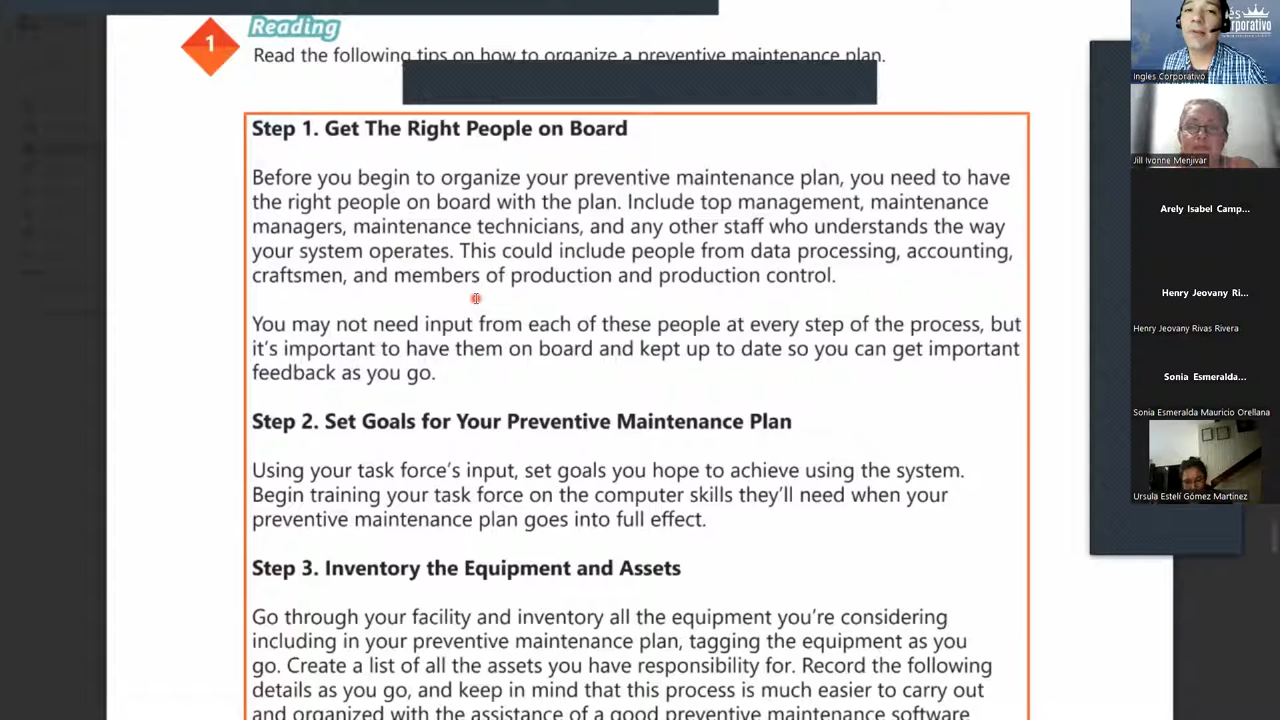 Reading
1
Read the following tips on how to organize a preventive maintenance plan.
Step 1. Get The Right People on Board
Before you begin to organize your preventive maintenance plan, you need to have
the right people on board with the plan. Include top management, maintenance
managers, maintenance technicians, and any other staff who understands the way
your system operates. This could include people from data processing, accounting,
craftsmen, and members of production and production control.
You may not need input from each of these people at every step of the process, but
it's important to have them on board and kept up to date so you can get important
feedback as you go.
Step 2. Set Goals for Your Preventive Maintenance Plan
Using your task force's input, set goals you hope to achieve using the system.
Begin training your task force on the computer skills they'll need when your
preventive maintenance plan goes into full effect.
Step 3. Inventory the Equipment and Assets
Go through your facility and inventory all the equipment you're considering
including in your preventive maintenance plan, tagging the equipment as you
go. Create a list of all the assets you have responsibility for. Record the following
details as you go, and keep in mind that this process is much easier to carry out
and organized with the assistance of a good preventive maintenance software
Ingles Corporativo
Jill Ivonne Menjivar
Arely Isabel Camp...
Henry Jeovany Ri...
Henry Jeovany Rivas Rivera
Sonia Esmeralda...
Sonia Esmeralda Mauricio Orellana
Ursula Estelí Gómez Martinez